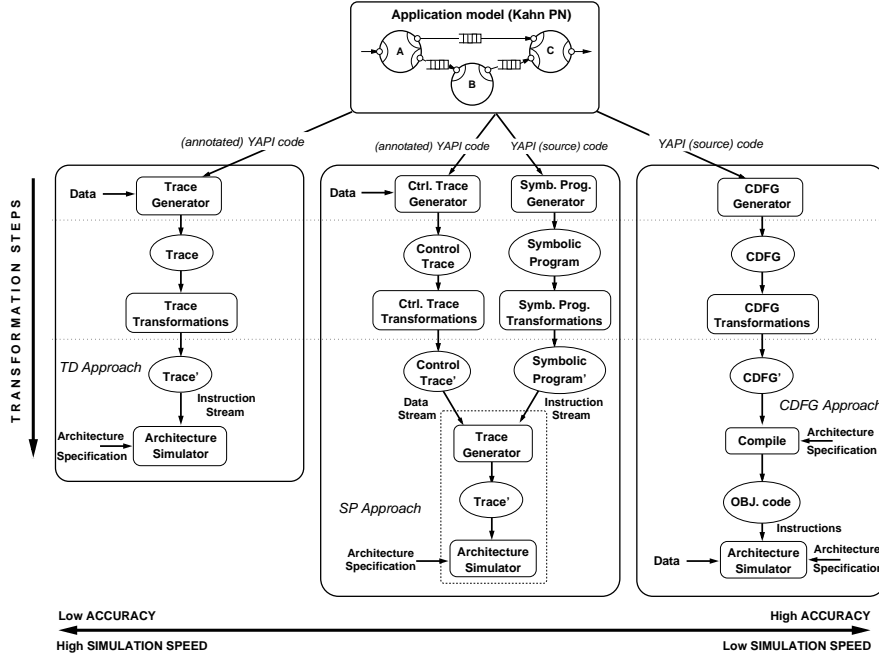 Application model (Kahn PN)
A
C
B
(annotated) YAPI code
(annotated) YAPI code
YAPI (source) code
YAPI (source) code
TRANSFORMATION STEPS
Data
Trace
Generator
Trace
Trace
Transformations
TD Approach
Trace'
Instruction
Stream
Architecture
Specification
Architecture
Simulator
Data
Ctrl. Trace
Generator
Symb. Prog.
Generator
Control
Trace
Symbolic
Program
Ctrl. Trace
Transformations
Symb. Prog.
Transformations
Control
Trace'
Symbolic
Program'
Data
Stream
Instruction
Stream
Trace
Generator
SP Approach
Trace'
Architecture
Specification
Architecture
Simulator
CDFG
Generator
CDFG
CDFG
Transformations
CDFG'
CDFG Approach
Compile
Architecture
Specification
OBJ. code
Instructions
Data
Architecture
Simulator
Architecture
Specification
Low ACCURACY
High ACCURACY
High SIMULATION SPEED
Low SIMULATION SPEED